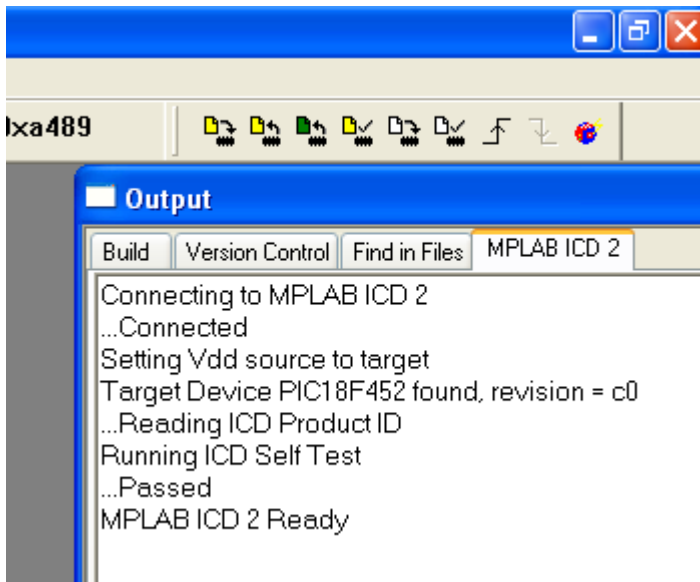 0xa489
Output
Build Version Control Find in Files MPLAB ICD 2
Connecting to MPLAB ICD 2
...Connected
Setting Vdd source to target
Target Device PIC18F452 found, revision = c0
...Reading ICD Product ID
Running ICD Self Test
...Passed
MPLAB ICD 2 Ready